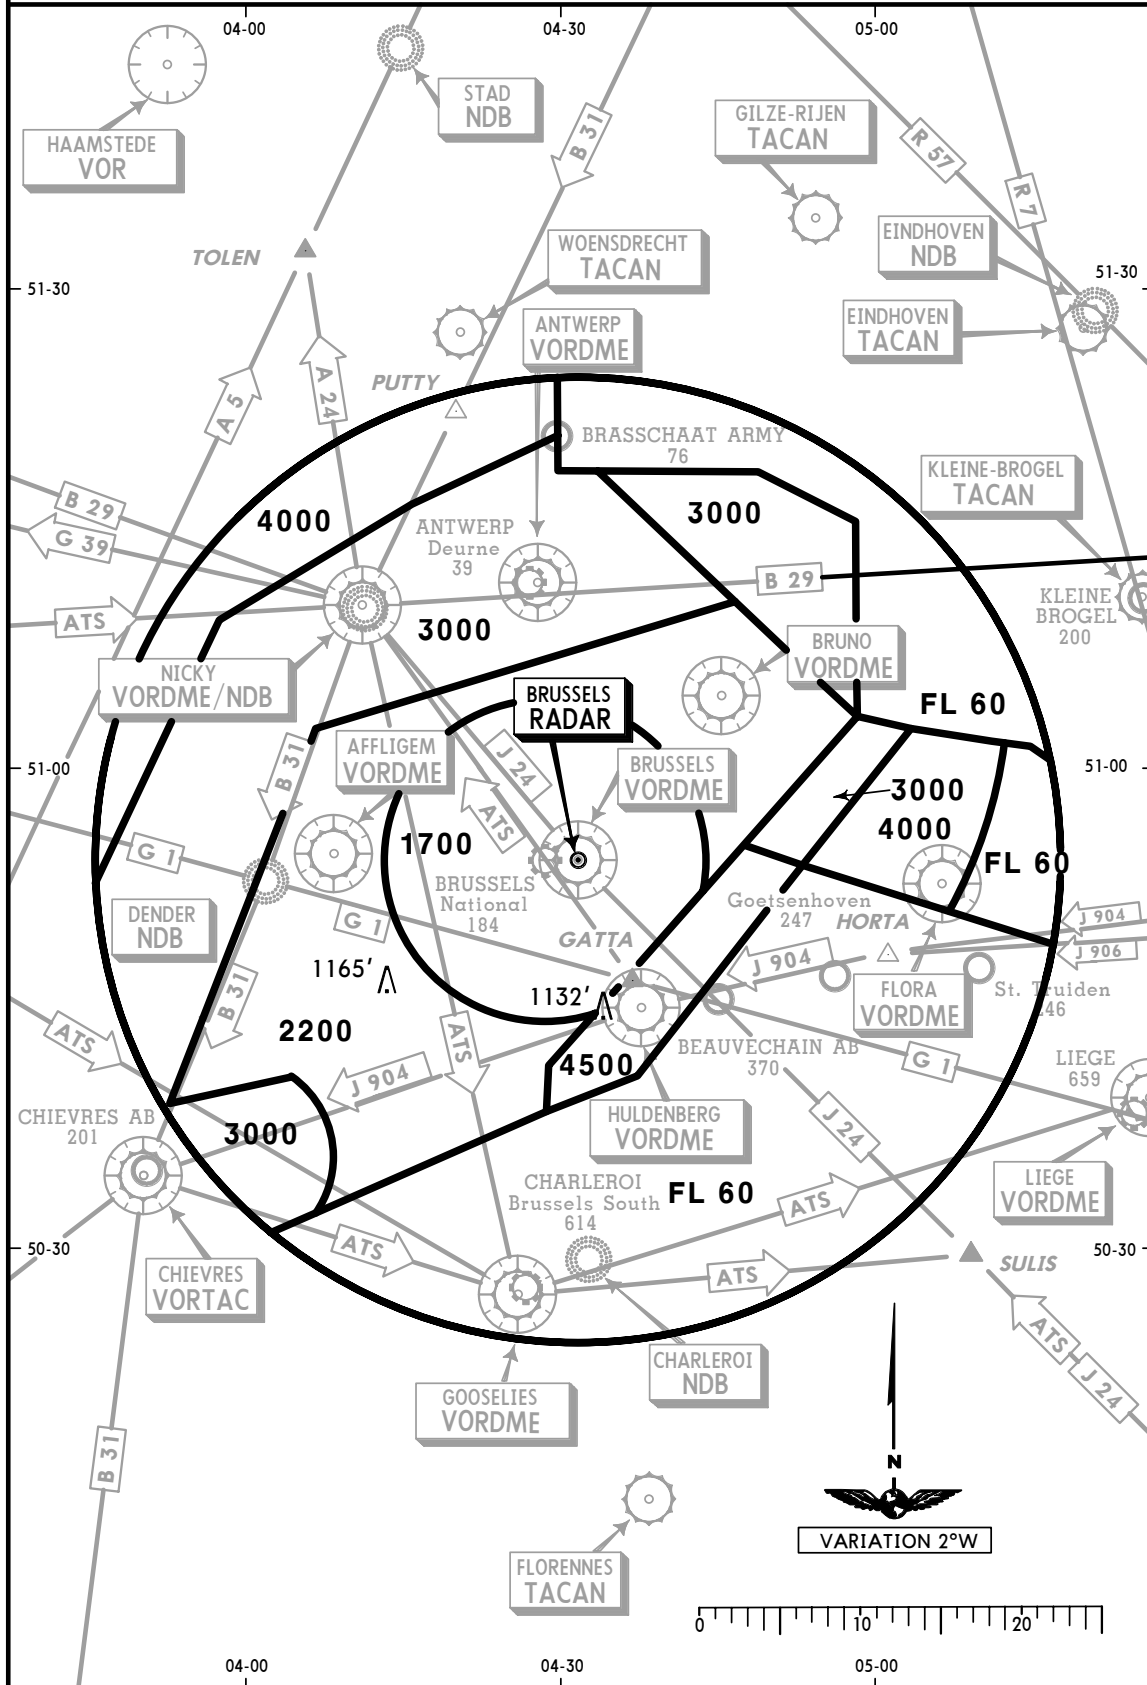 04-00
04-30
05-00
HAAMSTEDE
VOR
STAD
NDB
B 31
GILZE-RIJEN
TACAN
R 57
R 7
TOLEN
WOENSDRECHT
TACAN
EINDHOVEN
NDB
51-30
51-30
ANTWERP
VORDME
EINDHOVEN
TACAN
A 5
A 24
PUTTY
BRASSCHAAT ARMY
76
KLEINE-BROGEL
TACAN
B 29
G 39
4000
ANTWERP
Deurne
39
3000
B 29
ATS
3000
KLEINE
BROGEL
200
BRUNO
VORDME
NICKY
VORDME/NDB
BRUSSELS
RADAR
FL 60
B 31
AFFLIGEM
VORDME
J 24
ATS
BRUSSELS
VORDME
51-00
51-00
3000
4000
FL 60
G 1
1700
BRUSSELS
National
184
Goetsenhoven
247
HORTA
J 904
J 906
DENDER
NDB
G 1
GATTA
J 904
1165'
1132'
FLORA
VORDME
St. Truiden
246
B 31
2200
ATS
ATS
4500
BEAUVECHAIN AB
370
G 1
LIEGE
659
J 904
CHIEVRES AB
201
3000
HULDENBERG
VORDME
J 24
CHARLEROI
Brussels South
614
FL 60
ATS
LIEGE
VORDME
50-30
ATS
ATS
50-30
SULIS
CHIEVRES
VORTAC
CHARLEROI
NDB
ATS
J 24
GOOSELIES
VORDME
B 31
N
VARIATION 2°W
FLORENNES
TACAN
0
10
20
04-00
04-30
05-00